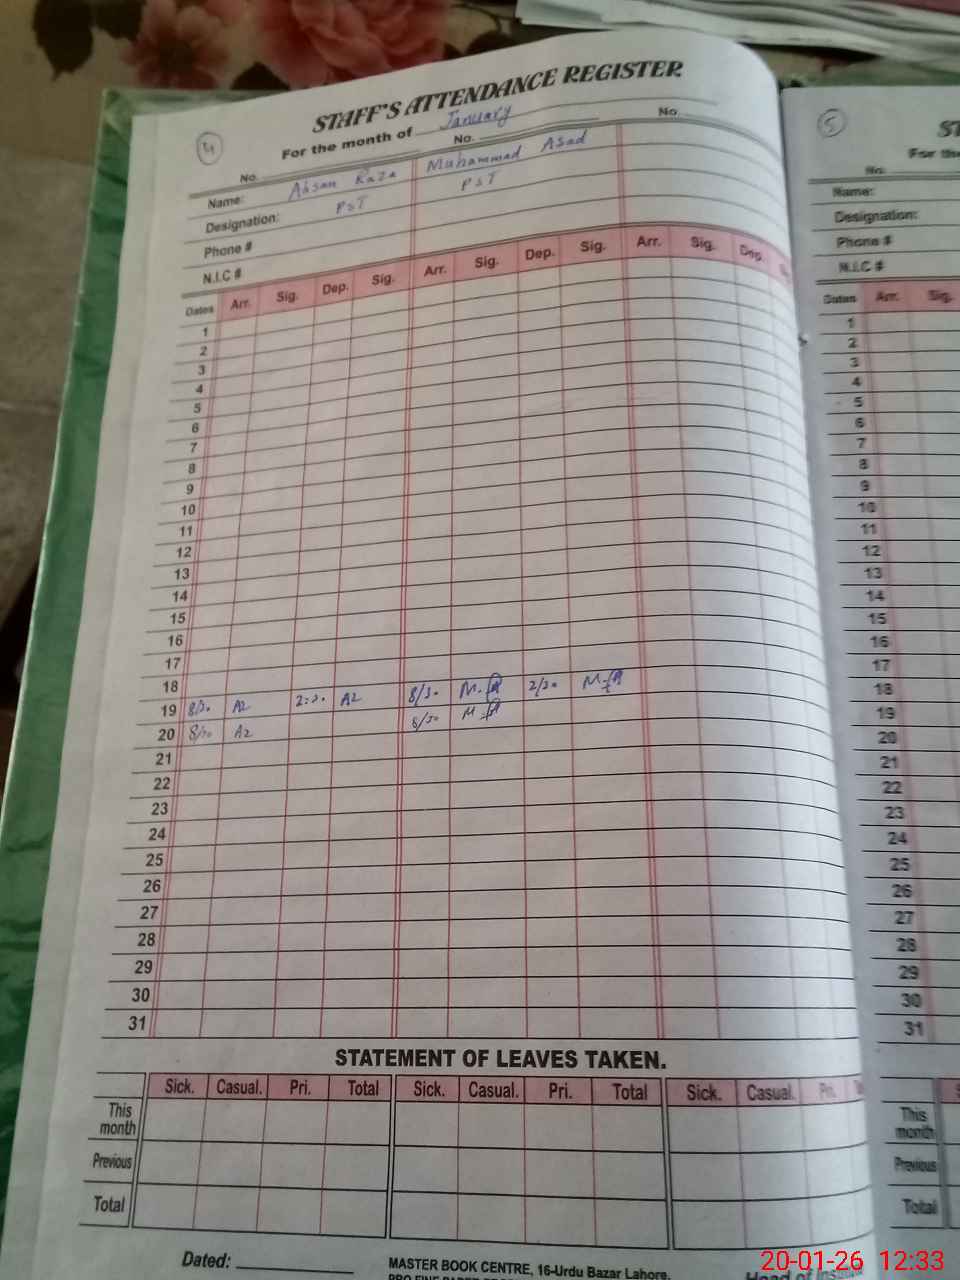 STAFF'S ATTENDANCE REGISTER
4
For the month of January
No. No. No.
Name: Ahsan Raza Muhammad Asad
Designation: PST PST
Phone #
N.I.C #
Dates Arr. Sig. Dep. Sig. Arr. Sig. Dep. Sig. Arr. Sig. Dep.
1
2
3
4
5
6
7
8
9
10
11
12
13
14
15
16
17
18
19 8/30 AR 2:30 AR 8/30 2/30
20 8/30 AR 8/30
21
22
23
24
25
26
27
28
29
30
31
STATEMENT OF LEAVES TAKEN.
Sick. Casual. Pri. Total Sick. Casual. Pri. Total Sick. Casual. Pri.
This month
Previous
Total
Dated:
MASTER BOOK CENTRE, 16-Urdu Bazar Lahore.
Head of
5
For the
No.
Name:
Designation:
Phone #
N.I.C #
Dates Arr. Sig.
1
2
3
4
5
6
7
8
9
10
11
12
13
14
15
16
17
18
19
20
21
22
23
24
25
26
27
28
29
30
31
This month
Previous
Total
20-01-26 12:33